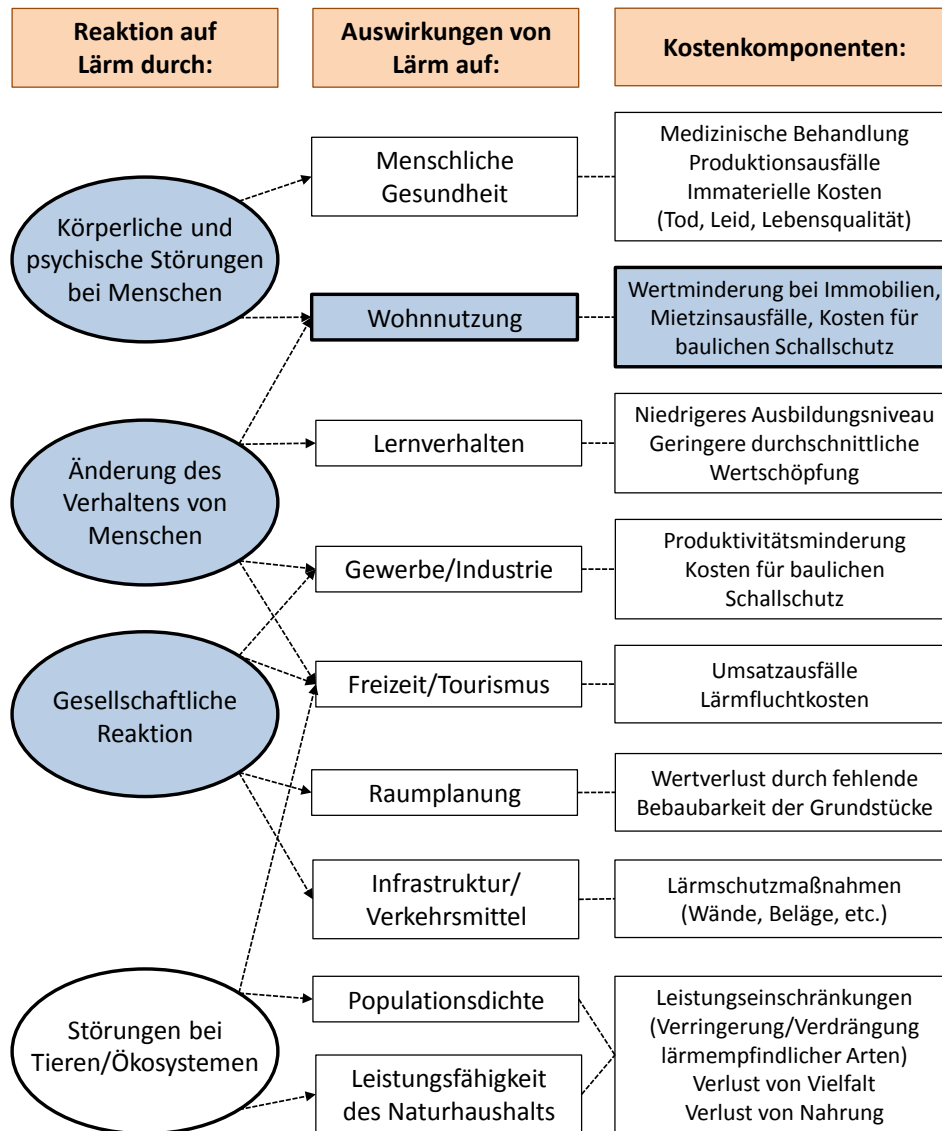 Reaktion auf
Lärm durch:
Auswirkungen von
Lärm auf:
Kostenkomponenten:
Körperliche und
psychische Störungen
bei Menschen
Änderung des
Verhaltens von
Menschen
Gesellschaftliche
Reaktion
Störungen bei
Tieren/Ökosystemen
Menschliche
Gesundheit
Wohnnutzung
Lernverhalten
Gewerbe/Industrie
Freizeit/Tourismus
Raumplanung
Infrastruktur/
Verkehrsmittel
Populationsdichte
Leistungsfähigkeit
des Naturhaushalts
Medizinische Behandlung
Produktionsausfälle
Immaterielle Kosten
(Tod, Leid, Lebensqualität)
Wertminderung bei Immobilien,
Mietzinsausfälle, Kosten für
baulichen Schallschutz
Niedrigeres Ausbildungsniveau
Geringere durchschnittliche
Wertschöpfung
Produktivitätsminderung
Kosten für baulichen
Schallschutz
Umsatzausfälle
Lärmfluchtkosten
Wertverlust durch fehlende
Bebaubarkeit der Grundstücke
Lärmschutzmaßnahmen
(Wände, Beläge, etc.)
Leistungseinschränkungen
(Verringerung/Verdrängung
lärmempfindlicher Arten)
Verlust von Vielfalt
Verlust von Nahrung